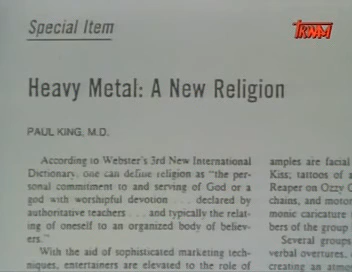 Special Item
TRWAM
Heavy Metal: A New Religion
PAUL KING, M.D.
According to Webster's 3rd New International
Dictionary, one can define religion as "the per-
sonal commitment to and serving of God or a
god with worshipful devotion . . . declared by
authoritative teachers . . . and typically the relat-
ing of oneself to an organized body of believ-
ers."
With the aid of sophisticated marketing tech-
niques, entertainers are elevated to the role of
amples are facial
Kiss; tattoos of a
Reaper on Ozzy O
chains, and motor
monic caricature
bers of the group
Several groups
verbal overtures,
creating an atmo